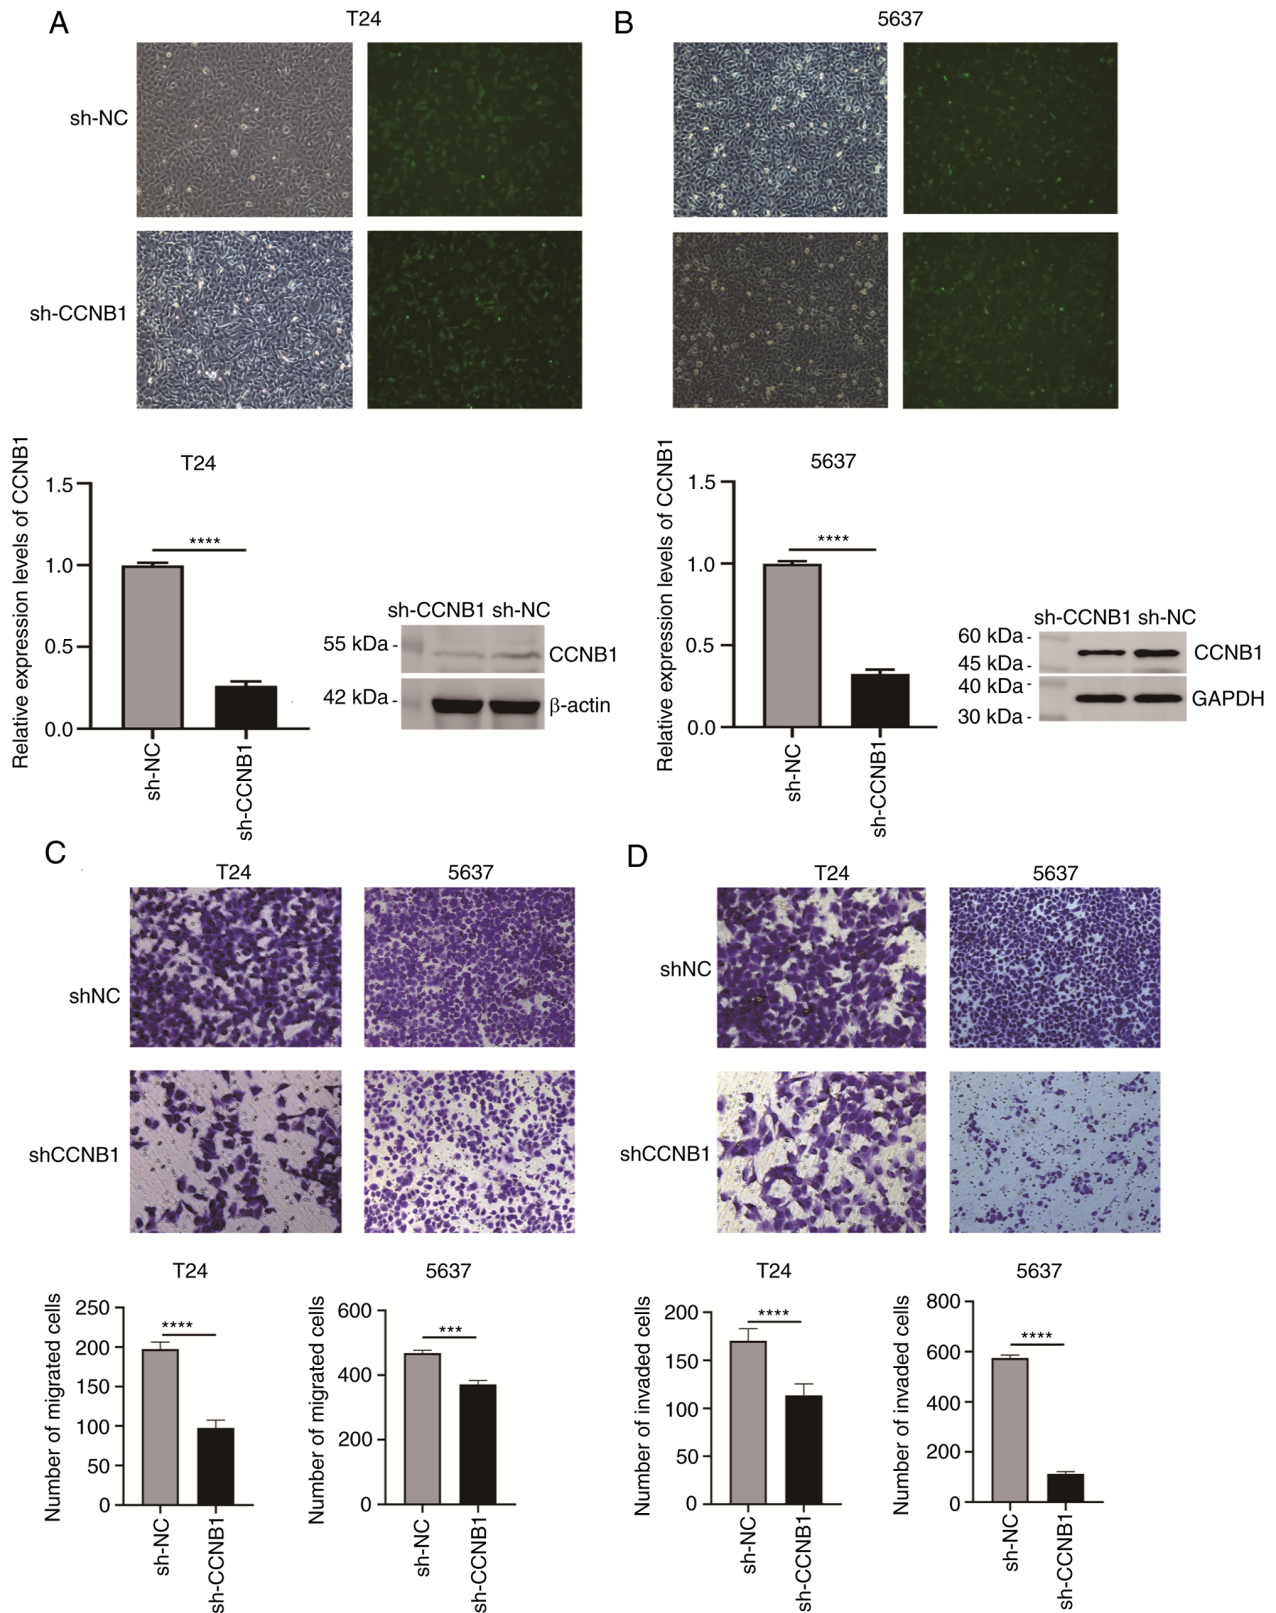 A
T24
B
5637
sh-NC
sh-CCNB1
Relative expression levels of CCNB1
T24
1.5
1.0
0.5
0.0
****
sh-NC
sh-CCNB1
sh-CCNB1 sh-NC
55 kDa -
CCNB1
42 kDa -
β-actin
Relative expression levels of CCNB1
5637
1.5
1.0
0.5
0.0
****
sh-NC
sh-CCNB1
sh-CCNB1 sh-NC
60 kDa -
45 kDa -
CCNB1
40 kDa -
30 kDa -
GAPDH
C
T24
5637
shNC
shCCNB1
D
T24
5637
shNC
shCCNB1
T24
Number of migrated cells
250
200
150
100
50
0
****
sh-NC
sh-CCNB1
5637
Number of migrated cells
600
400
200
0
***
sh-NC
sh-CCNB1
T24
Number of invaded cells
200
150
100
50
0
****
sh-NC
sh-CCNB1
5637
Number of invaded cells
800
600
400
200
0
****
sh-NC
sh-CCNB1